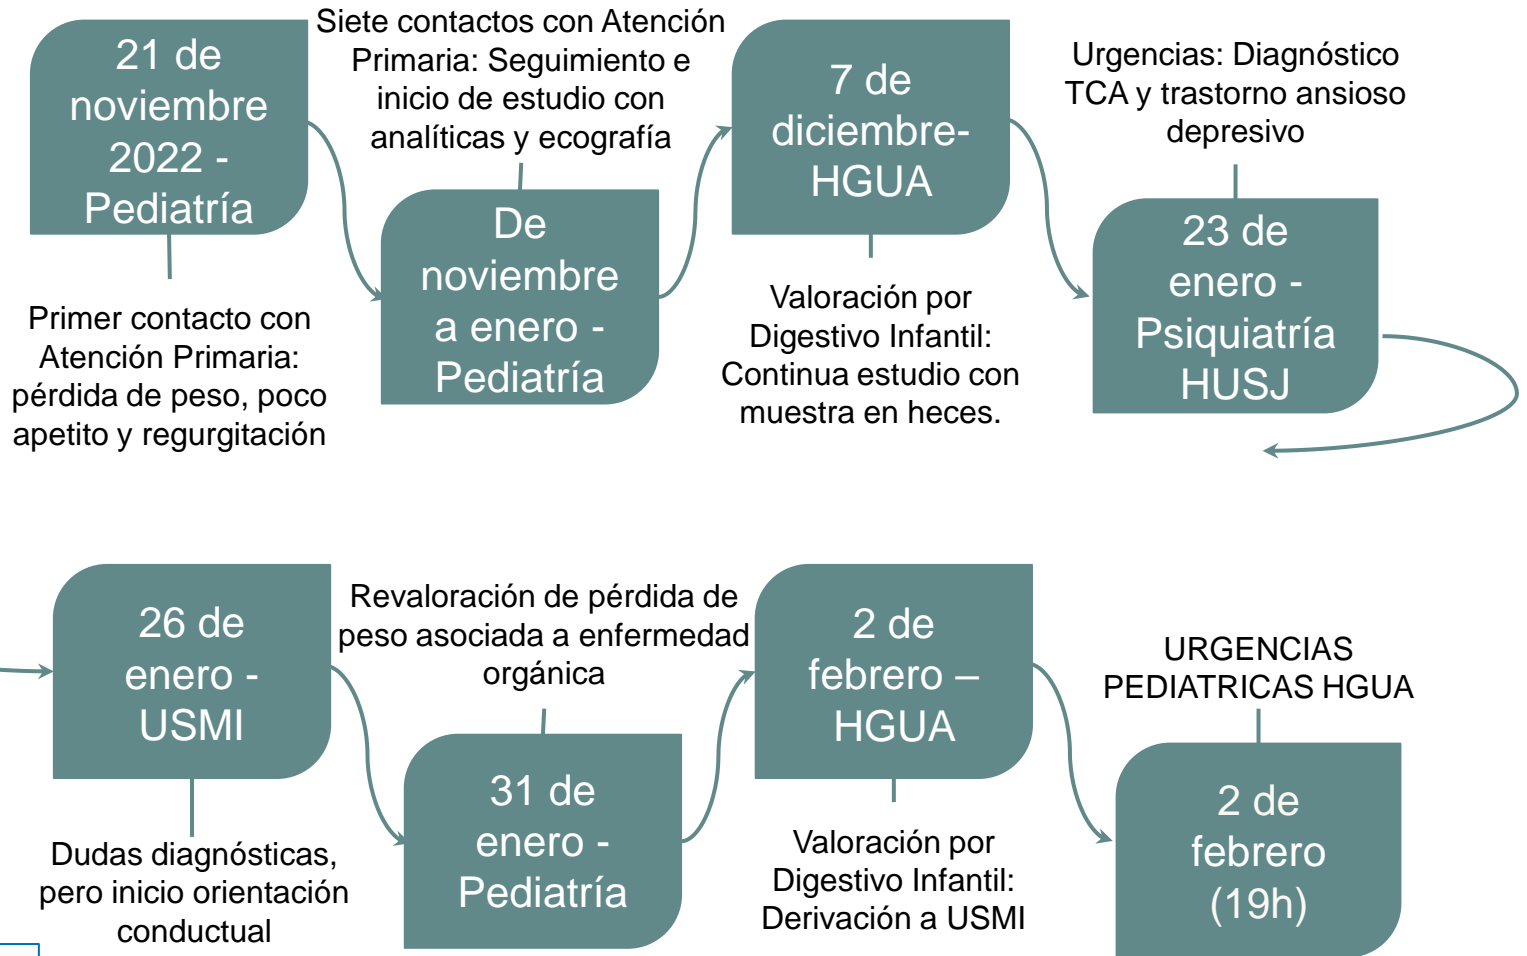 21 de
noviembre
2022 -
Pediatría
Primer contacto con
Atención Primaria:
pérdida de peso, poco
apetito y regurgitación
Siete contactos con Atención
Primaria: Seguimiento e
inicio de estudio con
analíticas y ecografía
De
noviembre
a enero -
Pediatría
7 de
diciembre-
HGUA
Valoración por
Digestivo Infantil:
Continua estudio con
muestra en heces.
Urgencias: Diagnóstico
TCA y trastorno ansioso
depresivo
23 de
enero -
Psiquiatría
HUSJ
26 de
enero -
USMI
Dudas diagnósticas,
pero inicio orientación
conductual
Revaloración de pérdida de
peso asociada a enfermedad
orgánica
31 de
enero -
Pediatría
2 de
febrero –
HGUA
Valoración por
Digestivo Infantil:
Derivación a USMI
URGENCIAS
PEDIATRICAS HGUA
2 de
febrero
(19h)